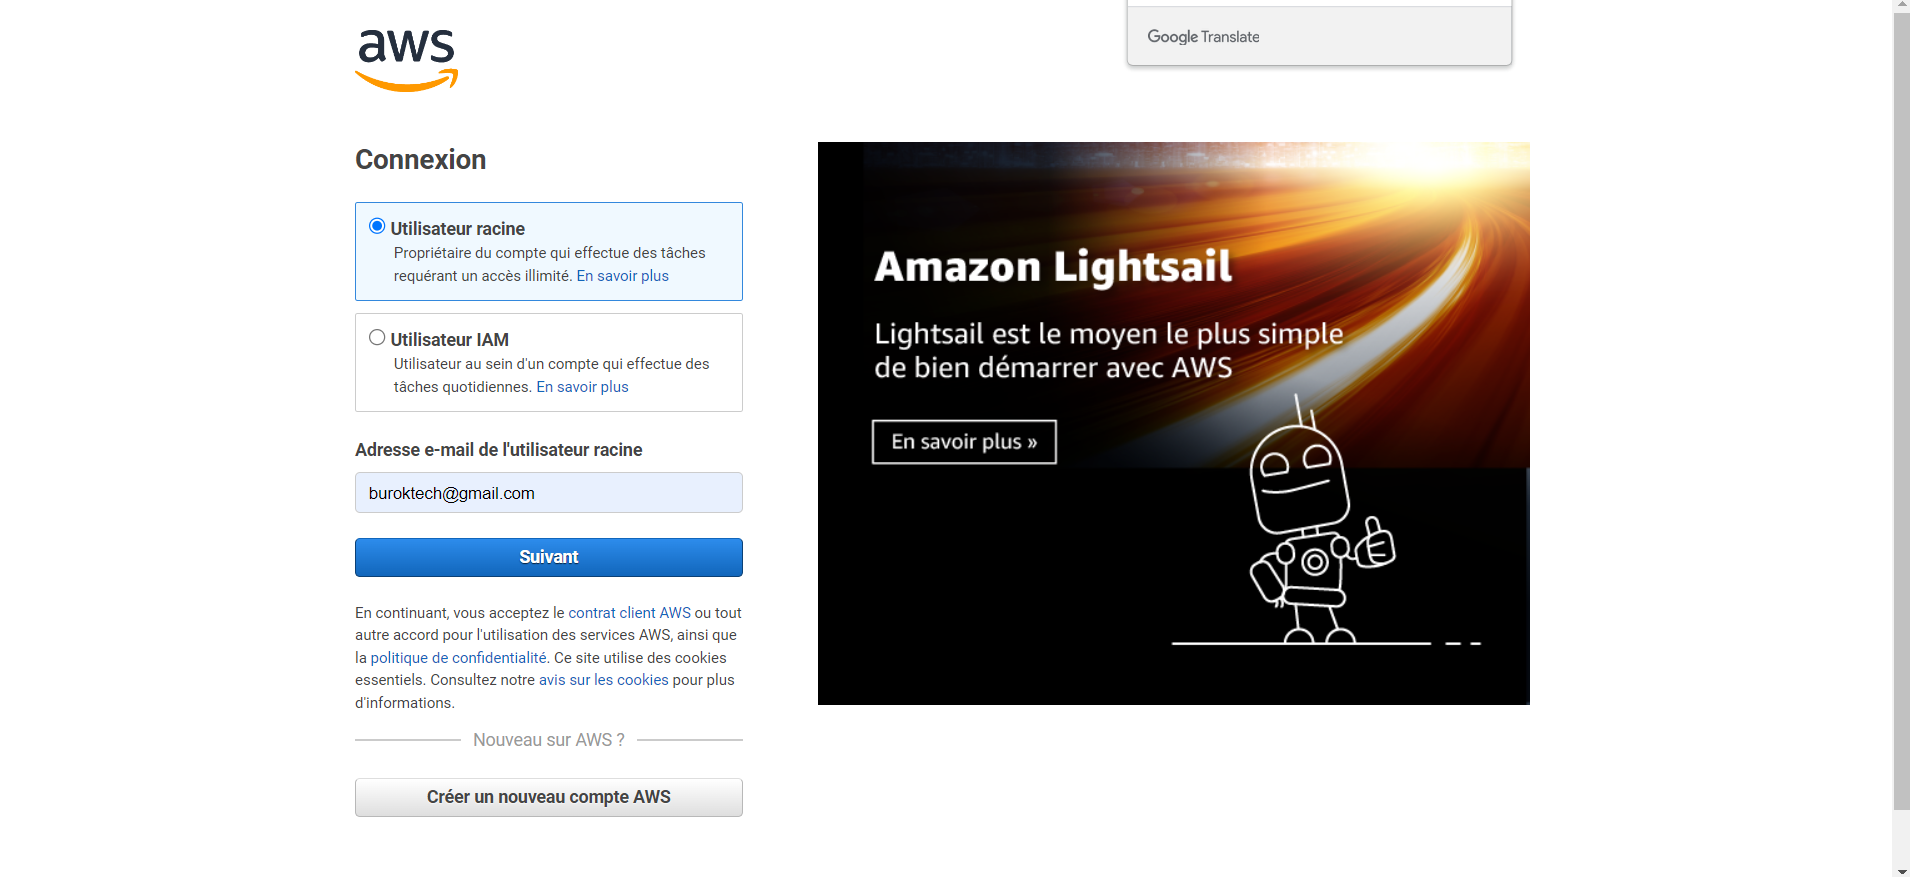 aws
Google Translate
Connexion
Utilisateur racine
Propriétaire du compte qui effectue des tâches
requérant un accès illimité. En savoir plus
Utilisateur IAM
Utilisateur au sein d'un compte qui effectue des
tâches quotidiennes. En savoir plus
Adresse e-mail de l'utilisateur racine
buroktech@gmail.com
Suivant
En continuant, vous acceptez le contrat client AWS ou tout
autre accord pour l'utilisation des services AWS, ainsi que
la politique de confidentialité. Ce site utilise des cookies
essentiels. Consultez notre avis sur les cookies pour plus
d'informations.
Nouveau sur AWS ?
Créer un nouveau compte AWS
Amazon Lightsail
Lightsail est le moyen le plus simple
de bien démarrer avec AWS
En savoir plus »